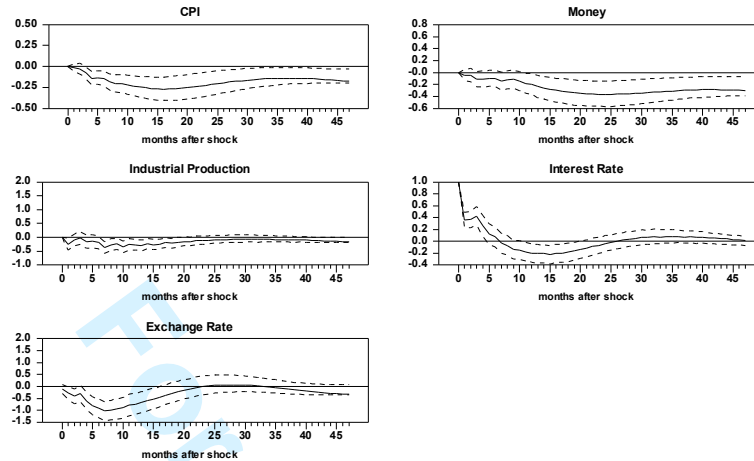 CPI
0.50
0.25
0.00
-0.25
-0.50
0 5 10 15 20 25 30 35 40 45
months after shock
Money
0.8
0.6
0.4
0.2
-0.0
-0.2
-0.4
-0.6
0 5 10 15 20 25 30 35 40 45
months after shock
Industrial Production
2.0
1.5
1.0
0.5
0.0
-0.5
-1.0
0 5 10 15 20 25 30 35 40 45
months after shock
Interest Rate
1.0
0.8
0.6
0.4
0.2
0.0
-0.2
-0.4
0 5 10 15 20 25 30 35 40 45
months after shock
Exchange Rate
2.0
1.5
1.0
0.5
0.0
-0.5
-1.0
-1.5
0 5 10 15 20 25 30 35 40 45
months after shock
For